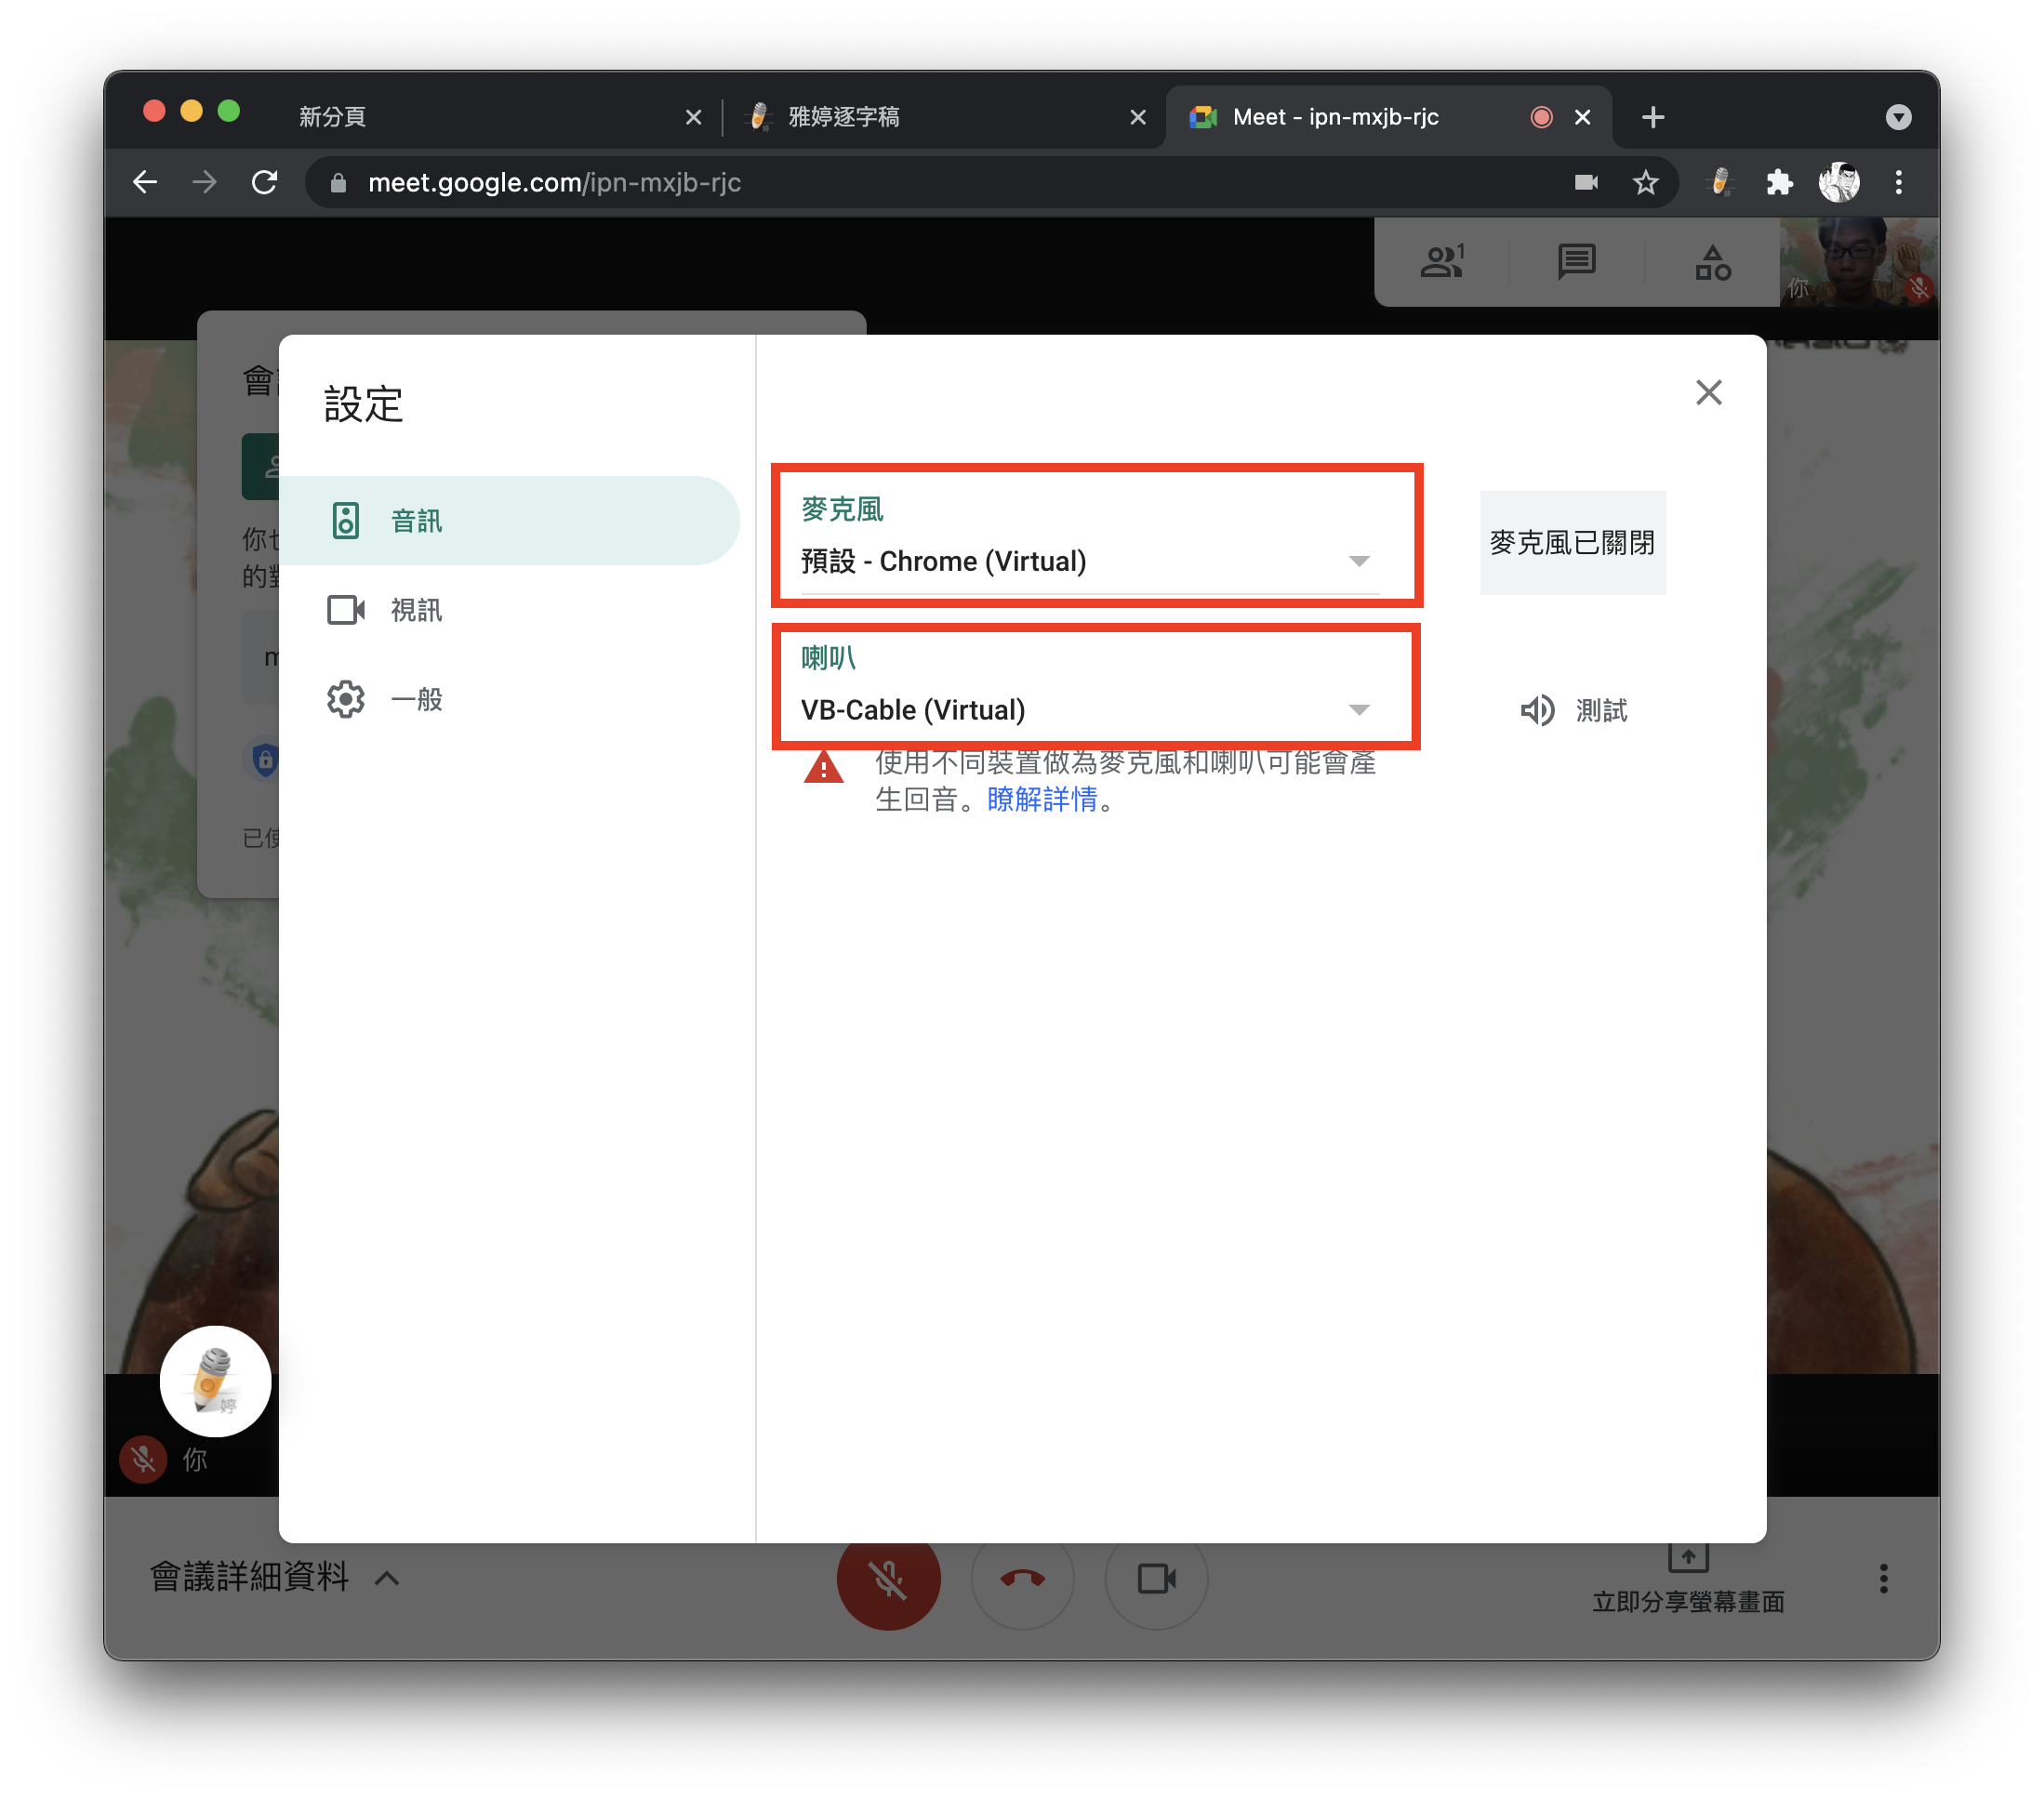 新分頁
雅婷逐字稿
Meet - ipn-mxjb-rjc
meet.google.com/ipn-mxjb-rjc
1
你
會
設定
音訊
視訊
一般
麥克風
預設 - Chrome (Virtual)
麥克風已關閉
喇叭
VB-Cable (Virtual)
測試
使用不同裝置做為麥克風和喇叭可能會產
生回音。瞭解詳情。
你
的
已
婷
你
會議詳細資料
立即分享螢幕畫面